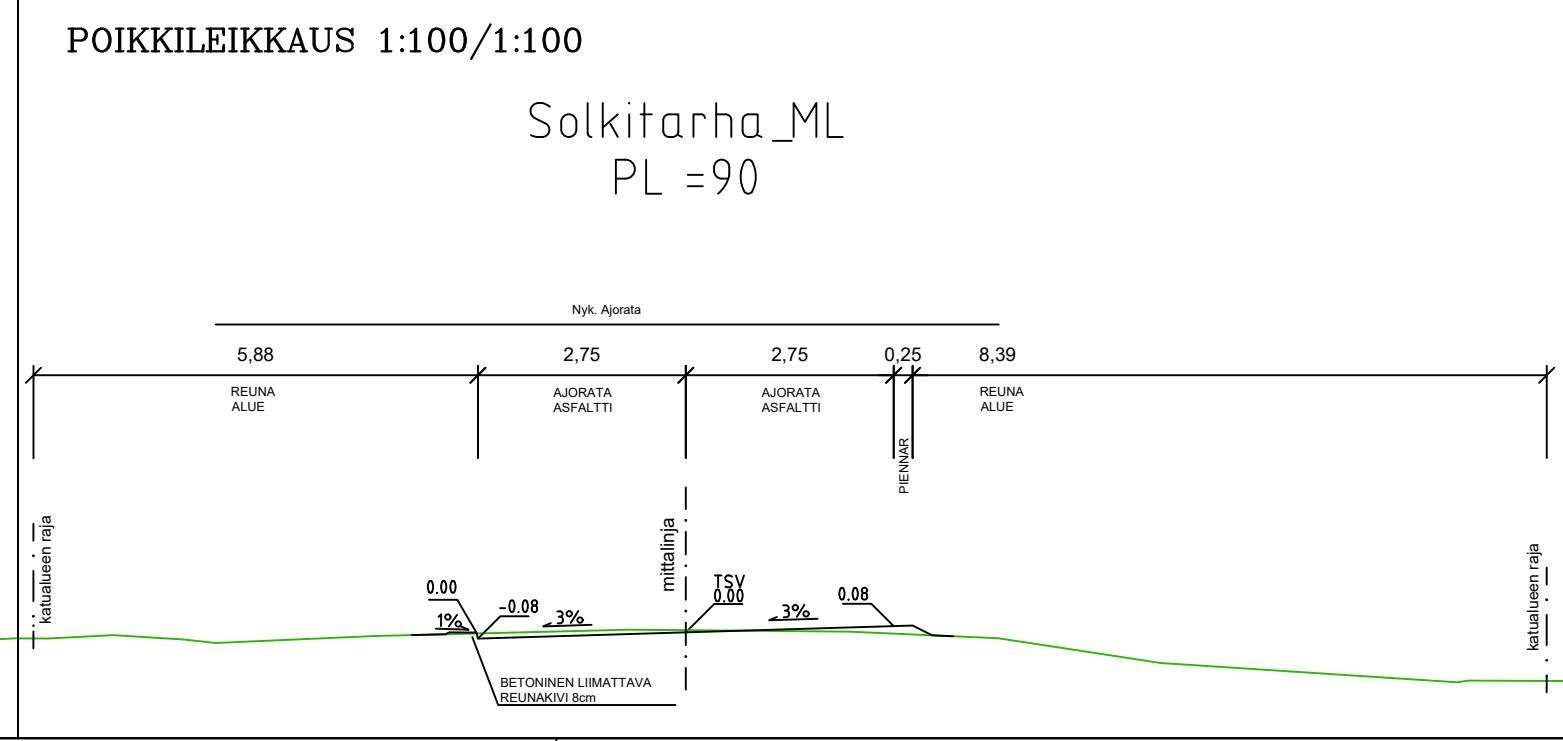 POIKKILEIKKAUS 1:100/1:100
Solkitarha_ML
PL =90
Nyk. Ajorata
5,88
2,75
2,75
0,25
8,39
REUNA
ALUE
AJORATA
ASFALTTI
AJORATA
ASFALTTI
PIENNAR
REUNA
ALUE
katualueen raja
mittalinja
katualueen raja
0.00
1%
-0.08
3%
TSV
0.00
3%
0.08
BETONINEN LIIMATTAVA
REUNAKIVI 8cm